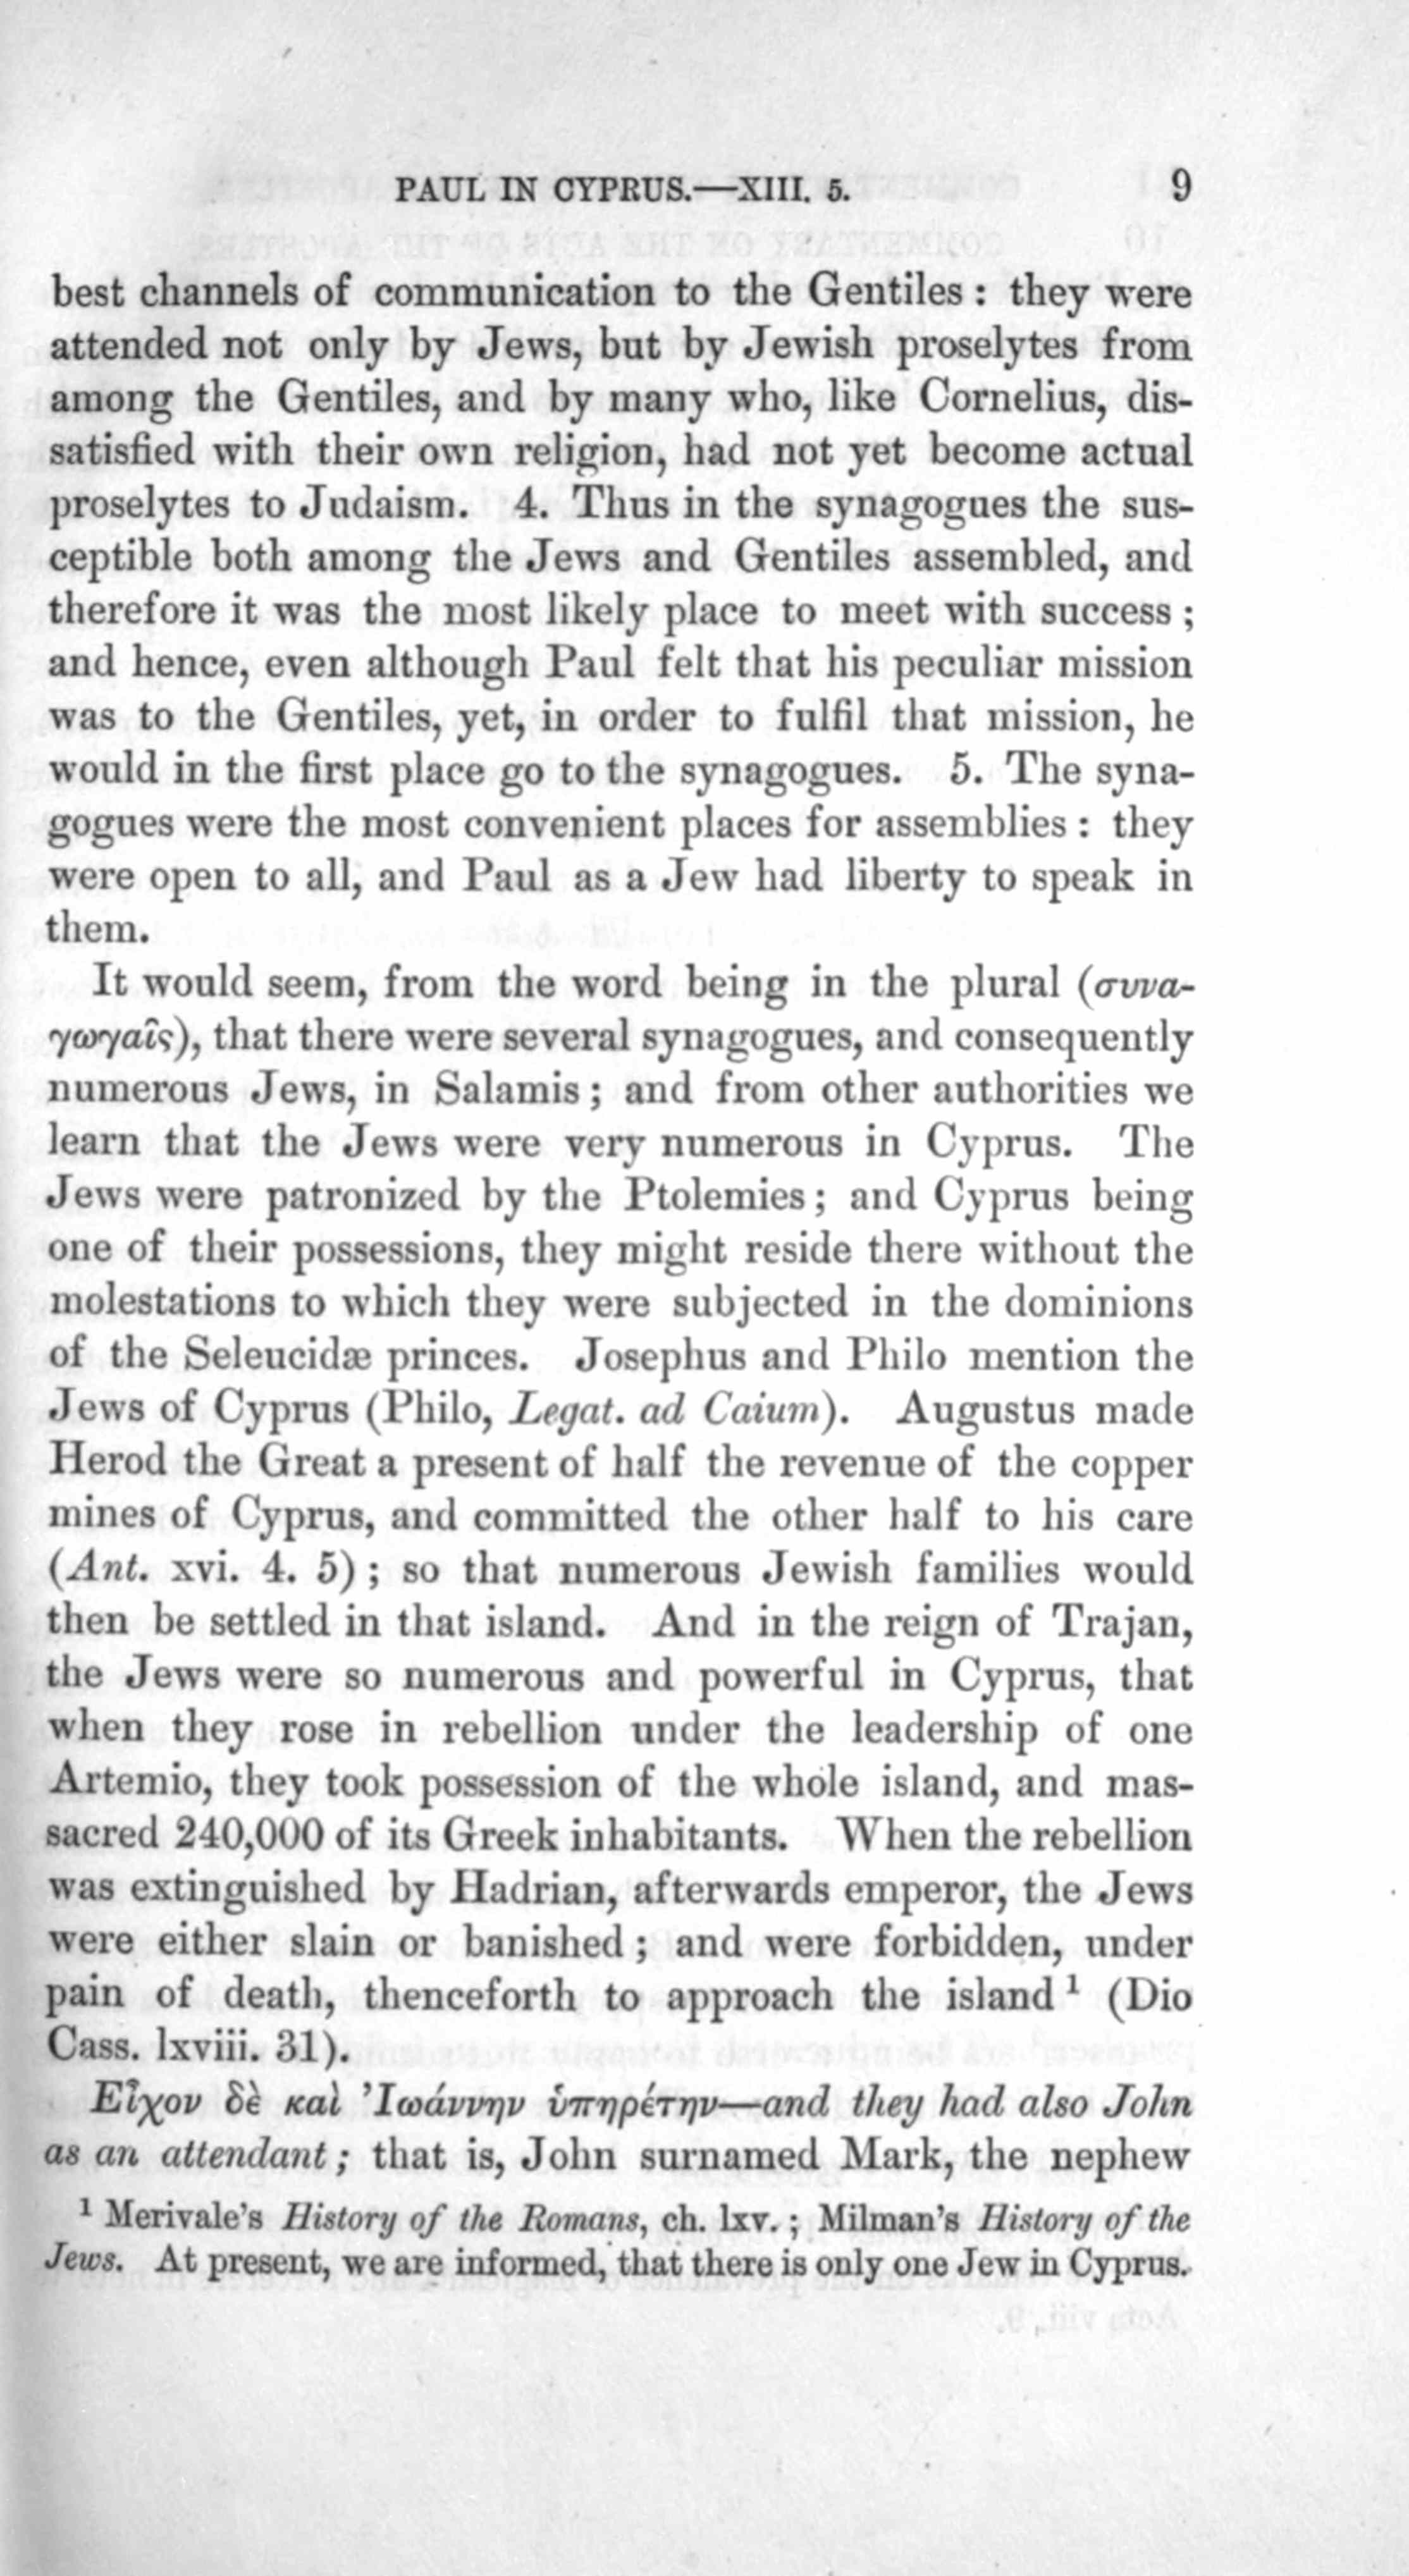 PAUL IN CYPRUS.—XIII. 5. 9
best channels of communication to the Gentiles : they were
attended not only by Jews, but by Jewish proselytes from
among the Gentiles, and by many who, like Cornelius, dis-
satisfied with their own religion, had not yet become actual
proselytes to Judaism. 4. Thus in the synagogues the sus-
ceptible both among the Jews and Gentiles assembled, and
therefore it was the most likely place to meet with success ;
and hence, even although Paul felt that his peculiar mission
was to the Gentiles, yet, in order to fulfil that mission, he
would in the first place go to the synagogues. 5. The syna-
gogues were the most convenient places for assemblies : they
were open to all, and Paul as a Jew had liberty to speak in
them.
It would seem, from the word being in the plural (συνα-
γωγαῖς), that there were several synagogues, and consequently
numerous Jews, in Salamis ; and from other authorities we
learn that the Jews were very numerous in Cyprus. The
Jews were patronized by the Ptolemies ; and Cyprus being
one of their possessions, they might reside there without the
molestations to which they were subjected in the dominions
of the Seleucidæ princes. Josephus and Philo mention the
Jews of Cyprus (Philo, Legat. ad Caium). Augustus made
Herod the Great a present of half the revenue of the copper
mines of Cyprus, and committed the other half to his care
(Ant. xvi. 4. 5) ; so that numerous Jewish families would
then be settled in that island. And in the reign of Trajan,
the Jews were so numerous and powerful in Cyprus, that
when they rose in rebellion under the leadership of one
Artemio, they took possession of the whole island, and mas-
sacred 240,000 of its Greek inhabitants. When the rebellion
was extinguished by Hadrian, afterwards emperor, the Jews
were either slain or banished ; and were forbidden, under
pain of death, thenceforth to approach the island ¹ (Dio
Cass. lxviii. 31).
Εἶχον δὲ καὶ Ἰωάννην ὑπηρέτην—and they had also John
as an attendant ; that is, John surnamed Mark, the nephew
¹ Merivale's History of the Romans, ch. lxv. ; Milman's History of the
Jews. At present, we are informed, that there is only one Jew in Cyprus.